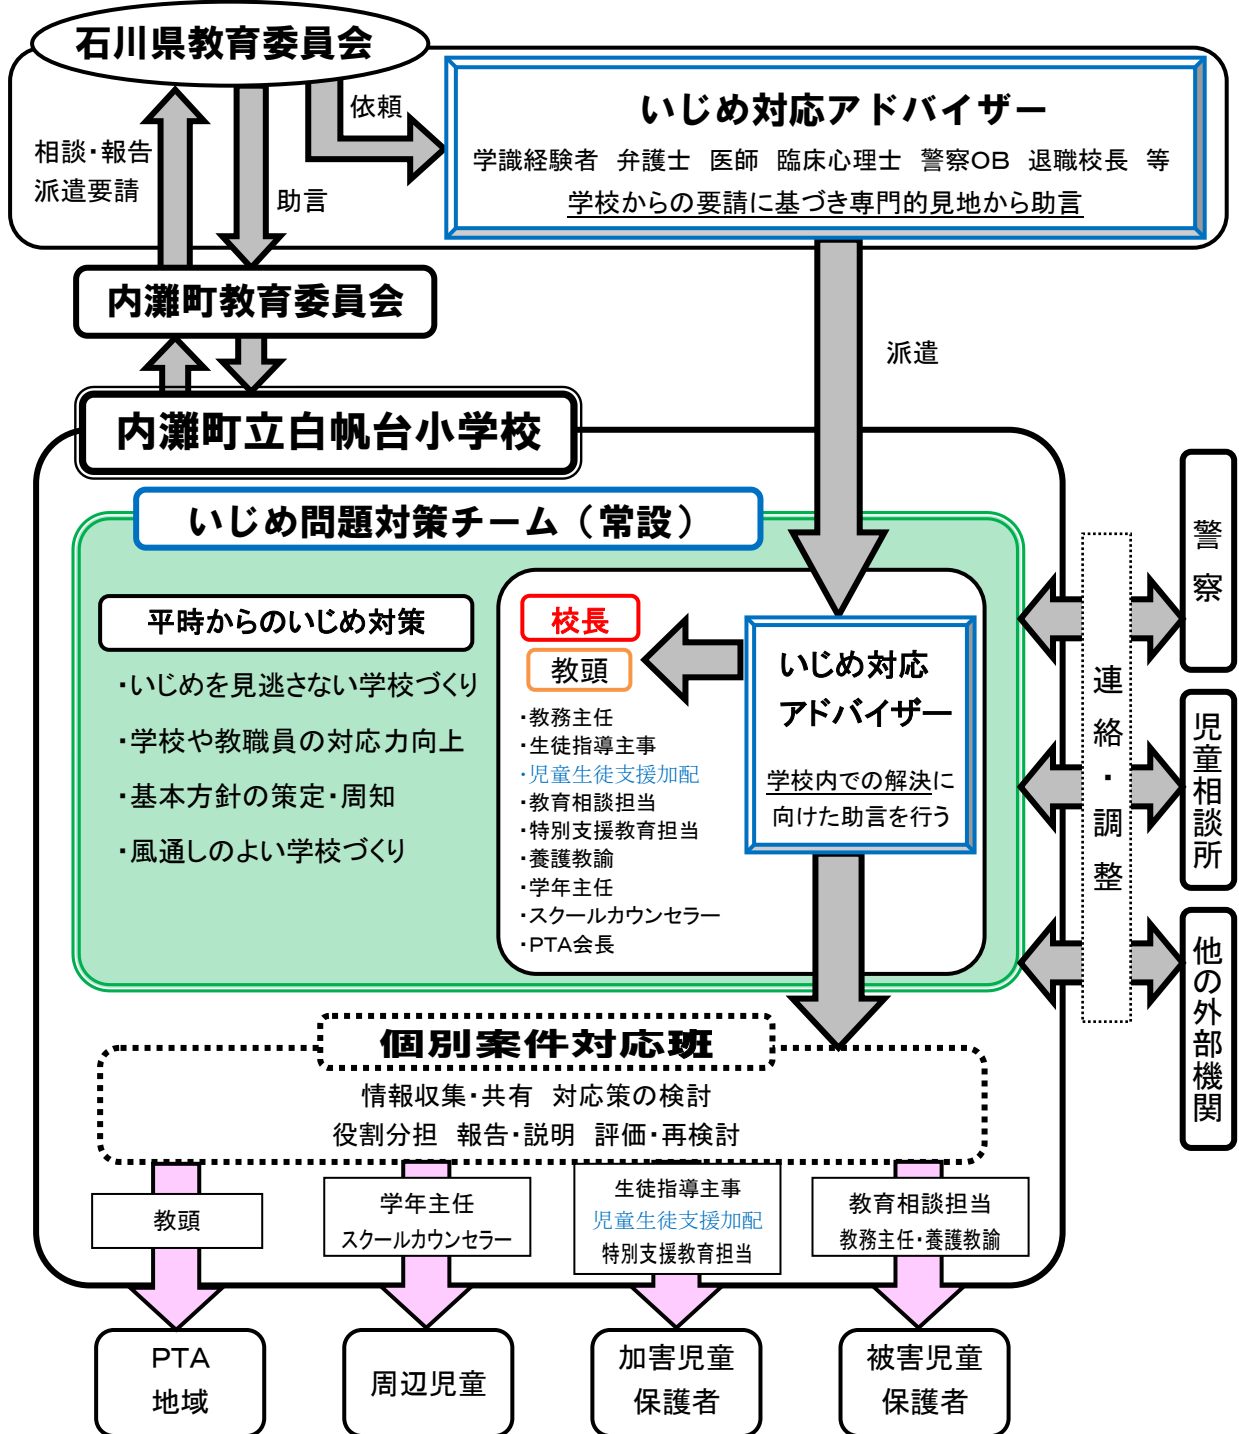 石川県教育委員会
依頼
相談・報告
派遣要請
助言
いじめ対応アドバイザー
学識経験者　弁護士　医師　臨床心理士　警察ＯＢ　退職校長　等
学校からの要請に基づき専門的見地から助言
内灘町教育委員会
派遣
内灘町立白帆台小学校
いじめ問題対策チーム（常設）
平時からのいじめ対策
・いじめを見逃さない学校づくり
・学校や教職員の対応力向上
・基本方針の策定・周知
・風通しのよい学校づくり
校長
教頭
・教務主任
・生徒指導主事
・児童生徒支援加配
・教育相談担当
・特別支援教育担当
・養護教諭
・学年主任
・スクールカウンセラー
・ＰＴＡ会長
いじめ対応
アドバイザー
学校内での解決に
向けた助言を行う
連絡・調整
警察
児童相談所
他の外部機関
個別案件対応班
情報収集・共有　対応策の検討
役割分担　報告・説明　評価・再検討
教頭
学年主任
スクールカウンセラー
生徒指導主事
児童生徒支援加配
特別支援教育担当
教育相談担当
教務主任・養護教諭
ＰＴＡ
地域
周辺児童
加害児童
保護者
被害児童
保護者